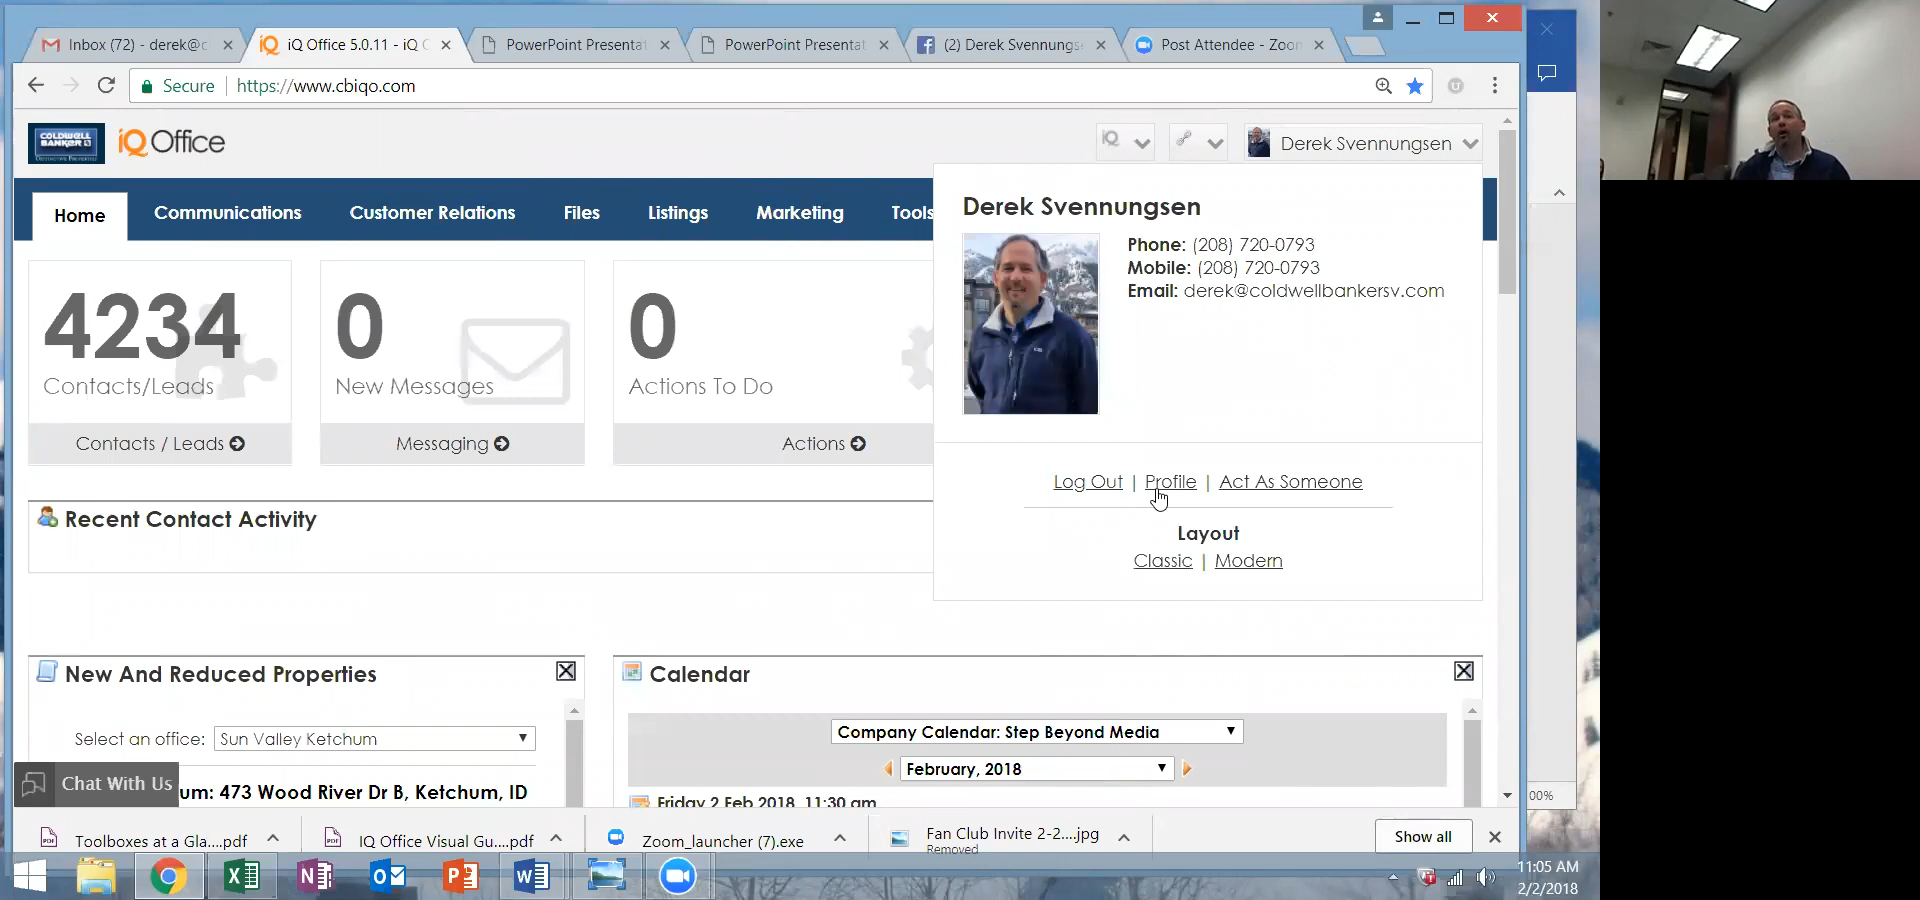 Inbox (72) - derek@c
iQ Office 5.0.11 - iQ C
PowerPoint Presentat
PowerPoint Presentat
(2) Derek Svennungse
Post Attendee - Zoom
Secure
https://www.cbiqo.com
COLDWELL
BANKER
iQ Office
iQ
Derek Svennungsen
Home
Communications
Customer Relations
Files
Listings
Marketing
Tools
Derek Svennungsen
Phone: (208) 720-0793
Mobile: (208) 720-0793
Email: derek@coldwellbankersv.com
Log Out | Profile | Act As Someone
Layout
Classic | Modern
4234
Contacts/Leads
Contacts / Leads
0
New Messages
Messaging
0
Actions To Do
Actions
Recent Contact Activity
New And Reduced Properties
Select an office: Sun Valley Ketchum
um: 473 Wood River Dr B, Ketchum, ID
Chat With Us
Calendar
Company Calendar: Step Beyond Media
February, 2018
Friday 2 Feb 2018, 11:30 am
00%
Toolboxes at a Gla....pdf
IQ Office Visual Gu....pdf
Zoom_launcher (7).exe
Fan Club Invite 2-2....jpg
Removed
Show all
11:05 AM
2/2/2018